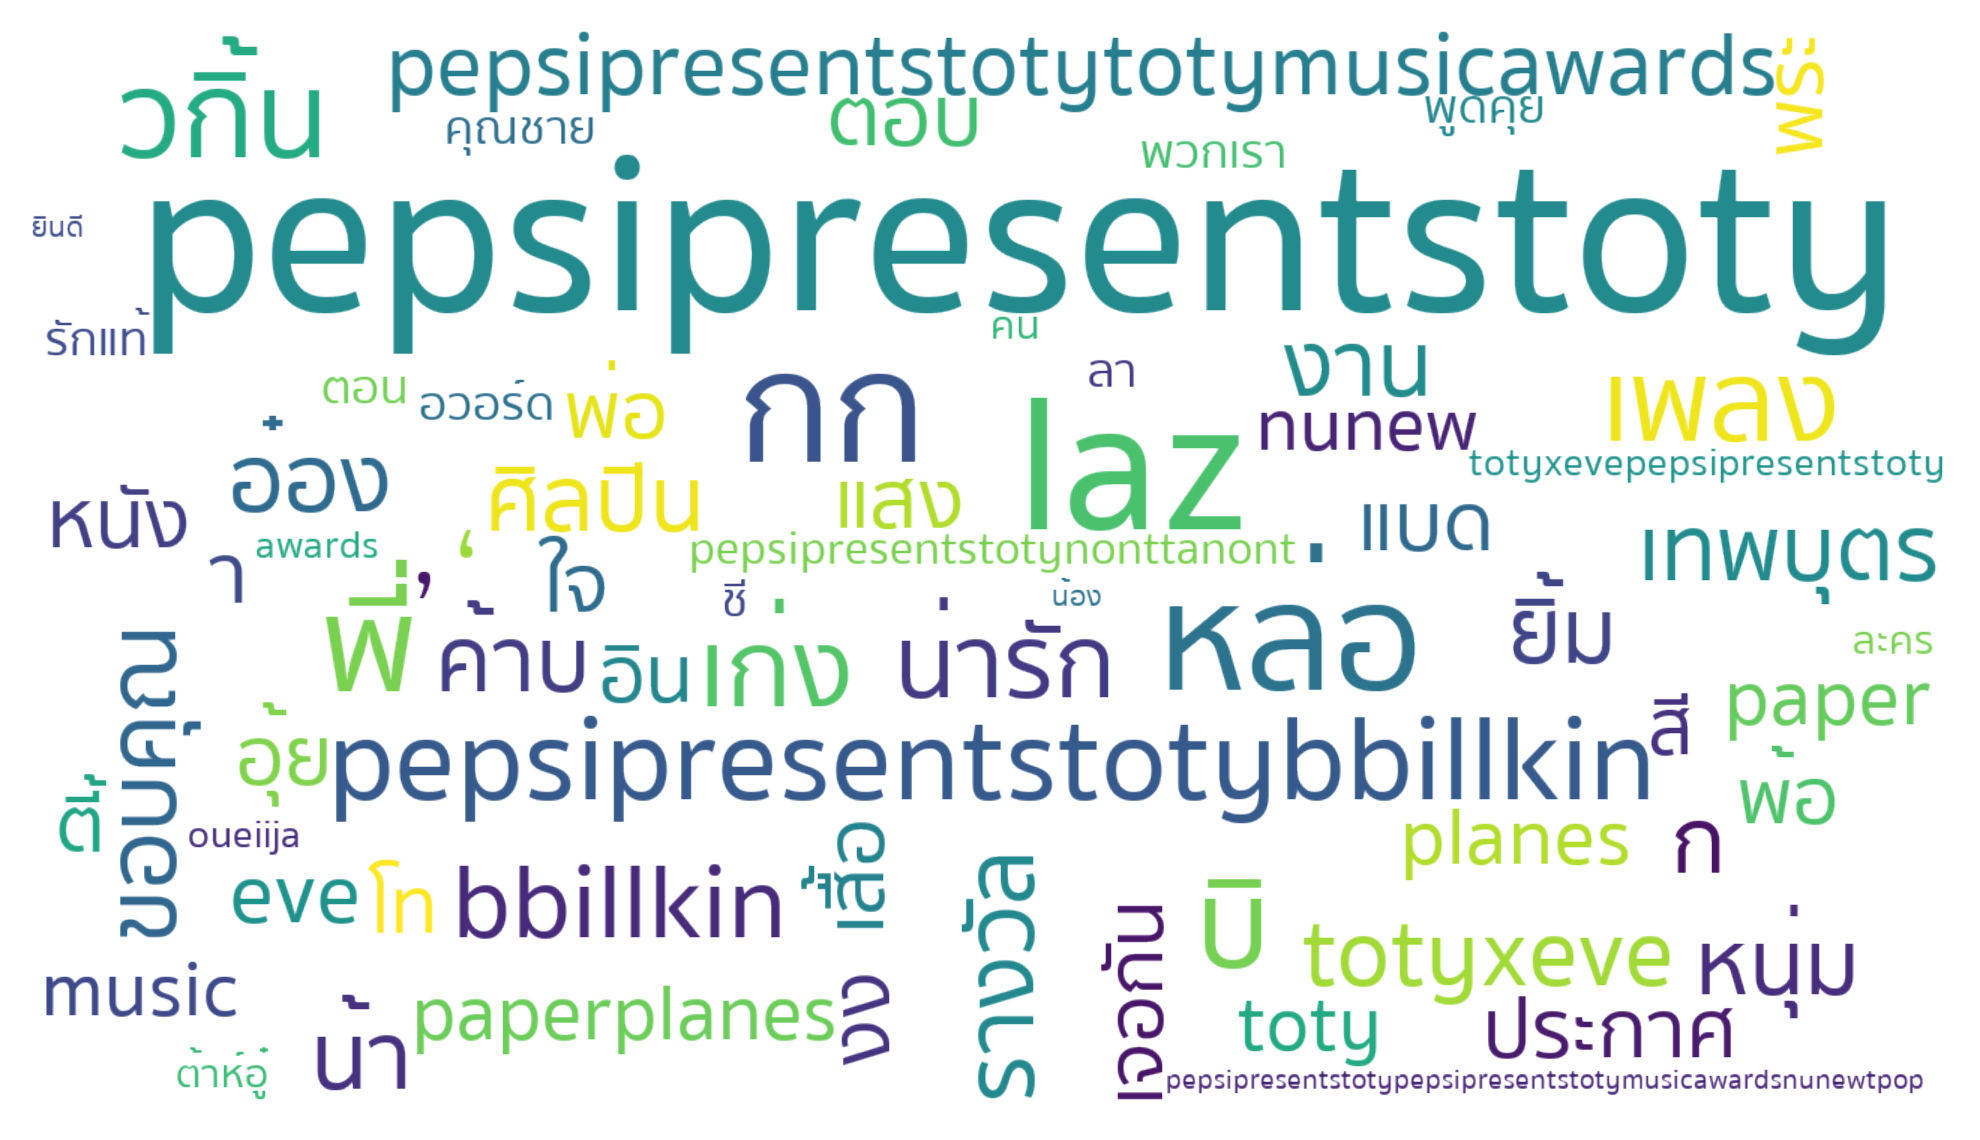 pepsipresentstotytotymusicawards
พระ
วกิ้น
คุณชาย
ตอบ
พูดคุย
พวกเรา
pepsipresentstoty
ยินดี
รักแท้
คน
ตอน
อวอร์ด
พ่อ
กก
ลา
laz
งาน
nunew
เพลง
totyxevepepsipresentstoty
อ๋อง
หนัง
ศิลปิน
แสง
แบด
เทพบุตร
awards
า
ใจ
pepsipresentstotynonttanont
พี่
ค้าบ
ชี
น้อง
อิน
เก่ง
น่ารัก
หลอ
ยิ้ม
ละคร
ขอบคุณ
อุ้ย
pepsipresentstotybbillkin
สี
paper
พ้อ
ตี้
oueiija
planes
ก
eve
โท
bbillkin
เสื้อ
รางวัล
เจอกัน
บิ
totyxeve
หนุ่ม
music
น้า
paperplanes
งง
toty
ประกาศ
ต้าห์อู๋
pepsipresentstotypepsipresentstotymusicawardsnunewtpop